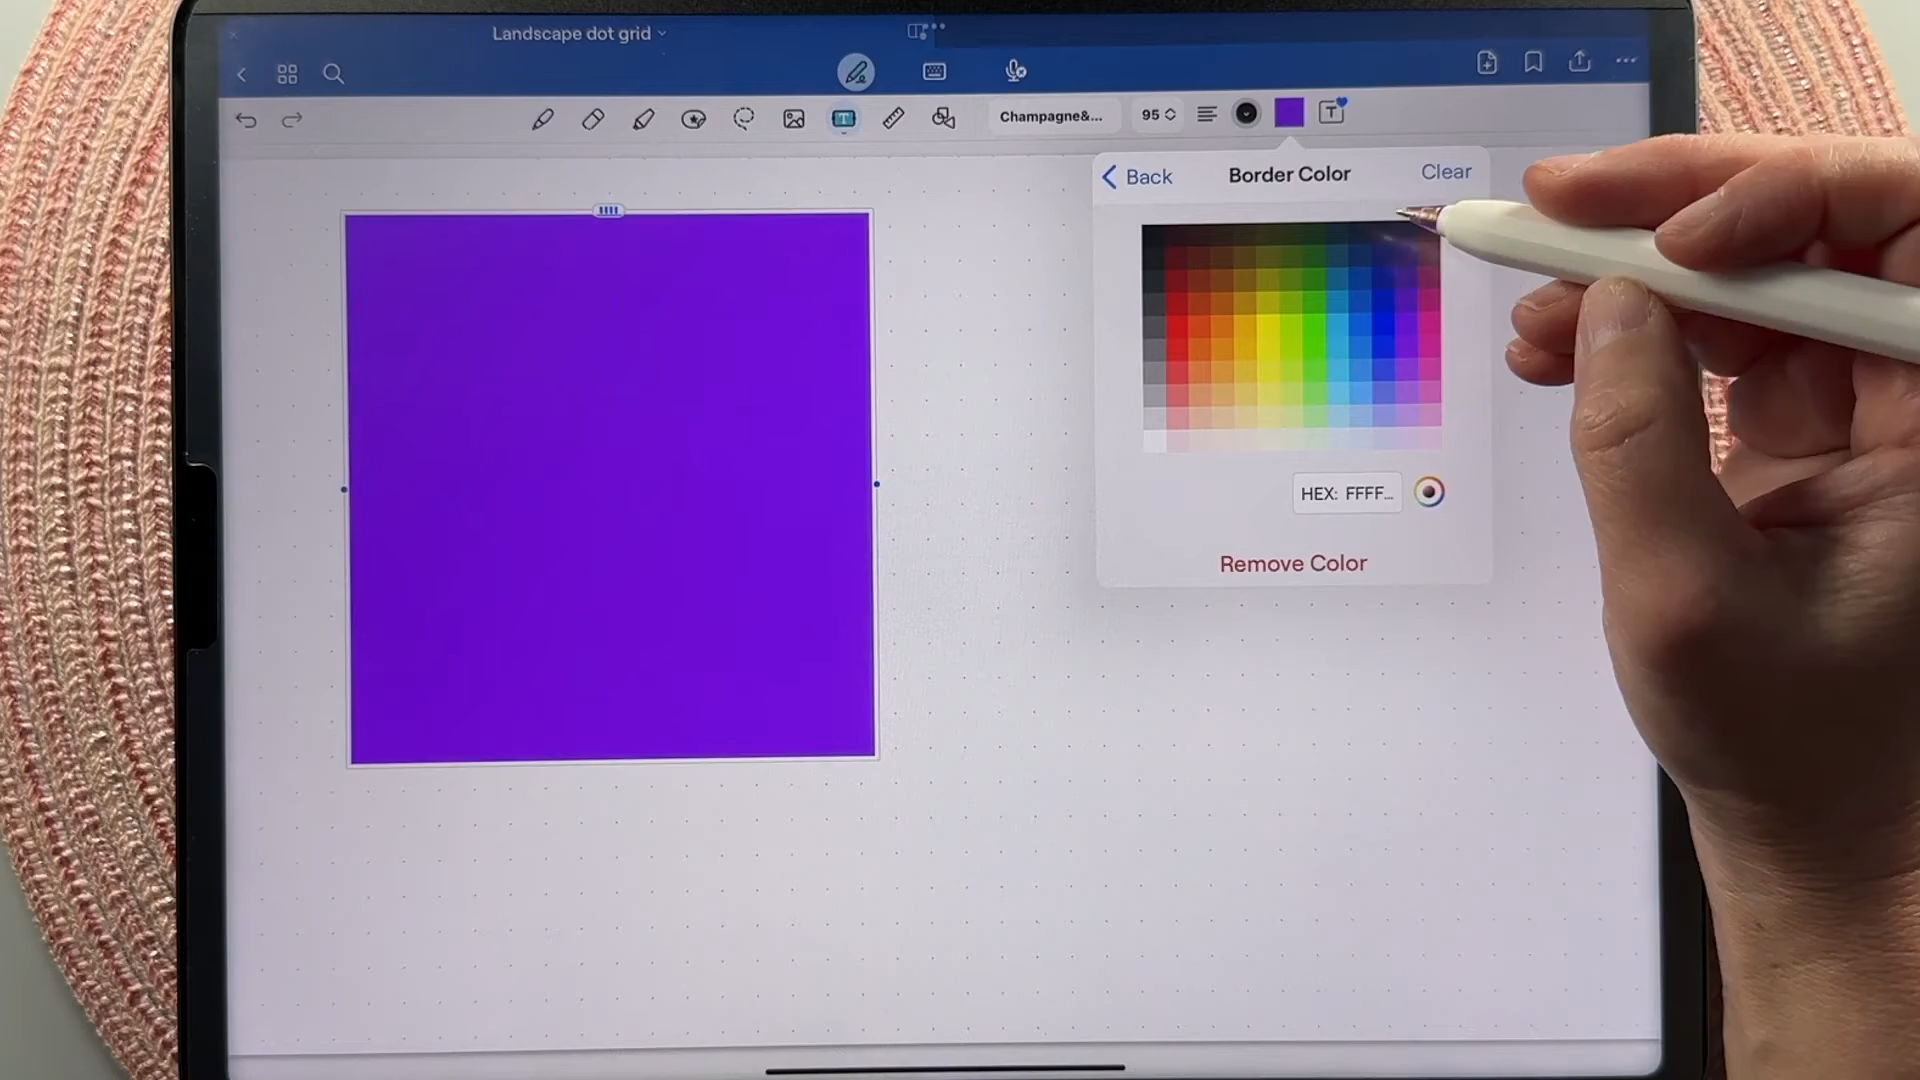 Landscape dot grid
T
Champagne&...
95
T
Back
Border Color
Clear
HEX: FFFF...
Remove Color